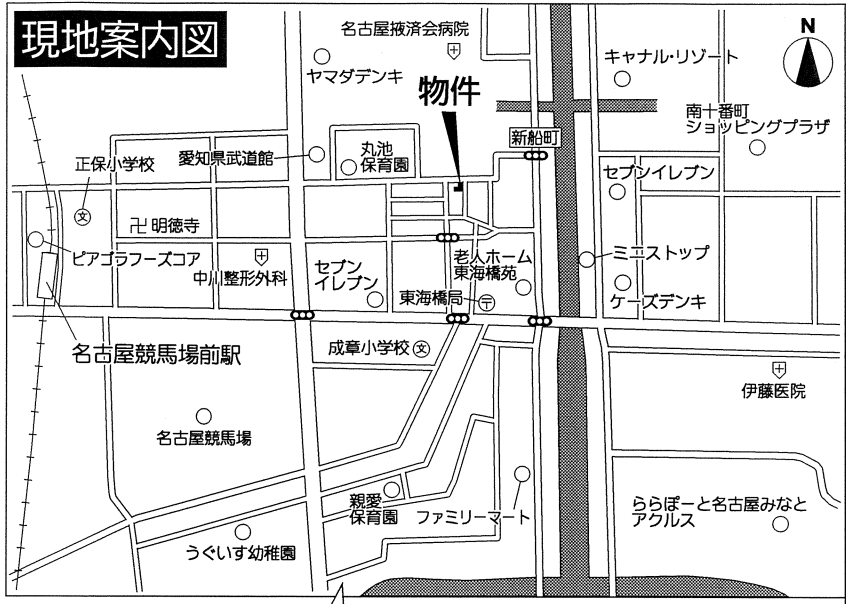 現地案内図
名古屋掖済会病院
ヤマダデンキ
物件
キャナル・リゾート
N
南十番町
ショッピングプラザ
新船町
正保小学校
愛知県武道館
丸池
保育園
セブンイレブン
文
卍明徳寺
ピアゴラフーズコア
中川整形外科
セブン
イレブン
老人ホーム
東海橋苑
ミニストップ
東海橋局
〒
ケーズデンキ
名古屋競馬場前駅
成章小学校
文
伊藤医院
名古屋競馬場
親愛
保育園
ファミリーマート
ららぽーと名古屋みなと
アクルス
うぐいす幼稚園